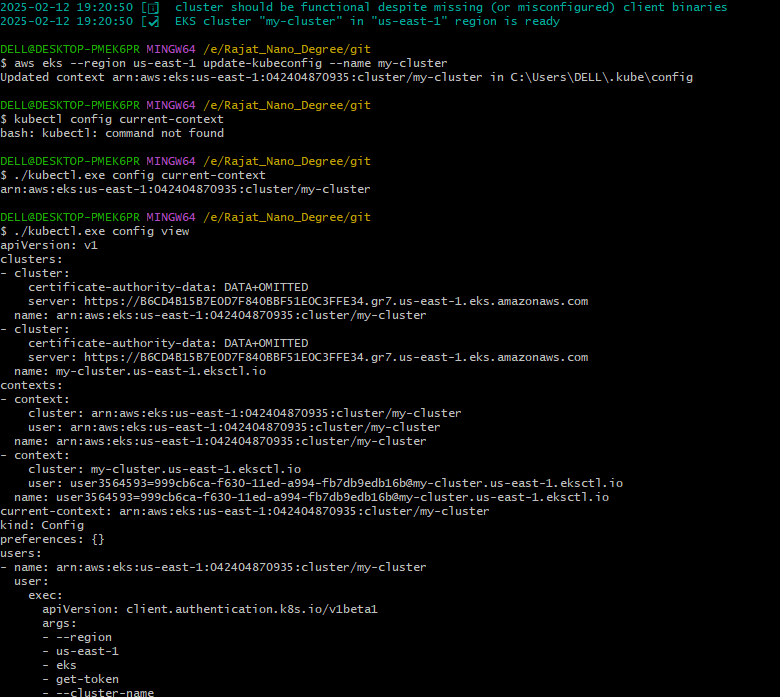 2025-02-12 19:20:50 [ℹ]  cluster should be functional despite missing (or misconfigured) client binaries
2025-02-12 19:20:50 [✔]  EKS cluster "my-cluster" in "us-east-1" region is ready
DELL@DESKTOP-PMEK6PR MINGW64 /e/Rajat_Nano_Degree/git
$ aws eks --region us-east-1 update-kubeconfig --name my-cluster
Updated context arn:aws:eks:us-east-1:042404870935:cluster/my-cluster in C:\Users\DELL\.kube\config
DELL@DESKTOP-PMEK6PR MINGW64 /e/Rajat_Nano_Degree/git
$ kubectl config current-context
bash: kubectl: command not found
DELL@DESKTOP-PMEK6PR MINGW64 /e/Rajat_Nano_Degree/git
$ ./kubectl.exe config current-context
arn:aws:eks:us-east-1:042404870935:cluster/my-cluster
DELL@DESKTOP-PMEK6PR MINGW64 /e/Rajat_Nano_Degree/git
$ ./kubectl.exe config view
apiVersion: v1
clusters:
- cluster:
    certificate-authority-data: DATA+OMITTED
    server: https://B6CD4B15B7E0D7F840BBF51E0C3FFE34.gr7.us-east-1.eks.amazonaws.com
  name: arn:aws:eks:us-east-1:042404870935:cluster/my-cluster
- cluster:
    certificate-authority-data: DATA+OMITTED
    server: https://B6CD4B15B7E0D7F840BBF51E0C3FFE34.gr7.us-east-1.eks.amazonaws.com
  name: my-cluster.us-east-1.eksctl.io
contexts:
- context:
    cluster: arn:aws:eks:us-east-1:042404870935:cluster/my-cluster
    user: arn:aws:eks:us-east-1:042404870935:cluster/my-cluster
  name: arn:aws:eks:us-east-1:042404870935:cluster/my-cluster
- context:
    cluster: my-cluster.us-east-1.eksctl.io
    user: user3564593=999cb6ca-f630-11ed-a994-fb7db9edb16b@my-cluster.us-east-1.eksctl.io
  name: user3564593=999cb6ca-f630-11ed-a994-fb7db9edb16b@my-cluster.us-east-1.eksctl.io
current-context: arn:aws:eks:us-east-1:042404870935:cluster/my-cluster
kind: Config
preferences: {}
users:
- name: arn:aws:eks:us-east-1:042404870935:cluster/my-cluster
  user:
    exec:
      apiVersion: client.authentication.k8s.io/v1beta1
      args:
      - --region
      - us-east-1
      - eks
      - get-token
      - --cluster-name